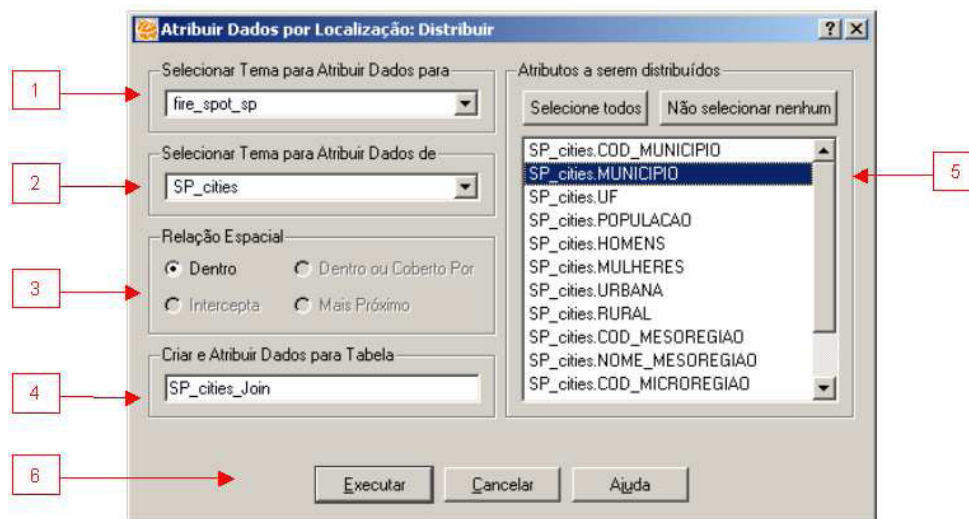 Atribuir Dados por Localização: Distribuir
1
Selecionar Tema para Atribuir Dados para
fire_spot_sp
2
Selecionar Tema para Atribuir Dados de
SP_cities
3
Relação Espacial
Dentro
Dentro ou Coberto Por
Intercepta
Mais Próximo
4
Criar e Atribuir Dados para Tabela
SP_cities_Join
Atributos a serem distribuídos
Selecione todos
Não selecionar nenhum
SP_cities.COD_MUNICIPIO
SP_cities.MUNICIPIO
SP_cities.UF
SP_cities.POPULACAO
SP_cities.HOMENS
SP_cities.MULHERES
SP_cities.URBANA
SP_cities.RURAL
SP_cities.COD_MESOREGIAO
SP_cities.NOME_MESOREGIAO
SP_cities.COD_MICROREGIAO
5
6
Executar
Cancelar
Ajuda